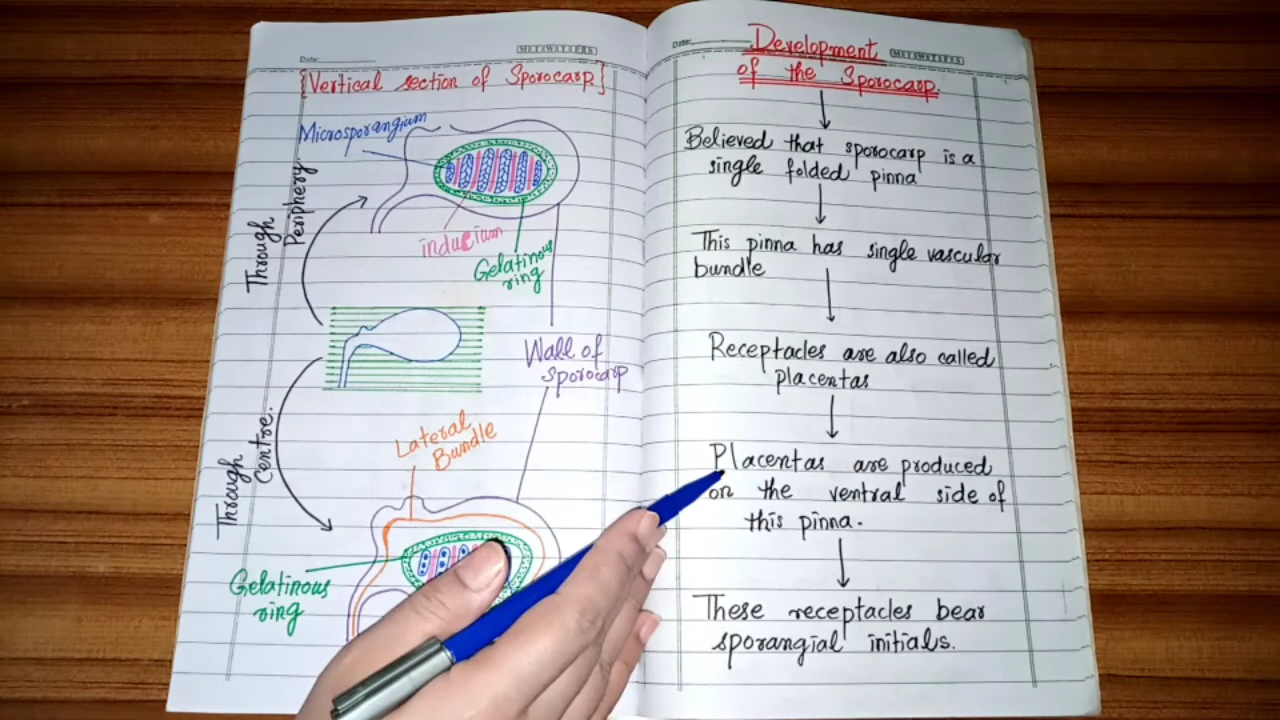 Date:
M T W T F S S
[Vertical section of Sporocarp]
Microsporangium
Through
Periphery.
inducium
Gelatinous
ring
Wall of
Sporocarp
Lateral
Bundle
Through
Centre.
Gelatinous
ring
Date:
M T W T F S S
Development
of the Sporocarp.
Believed that sporocarp is a
single folded pinna
This pinna has single vascular
bundle
Receptacles are also called
placentas
Placentas are produced
on the ventral side of
this pinna.
These receptacles bear
sporangial initials.